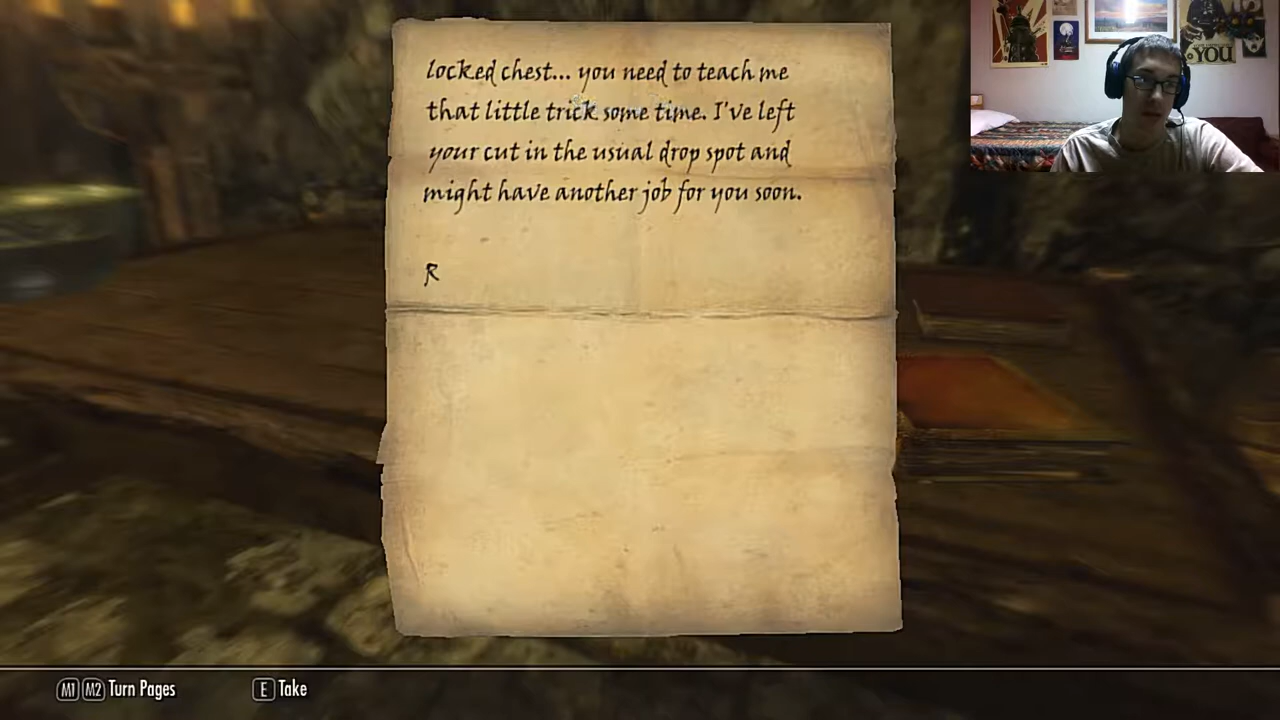 locked chest... you need to teach me
that little trick some time. I've left
your cut in the usual drop spot and
might have another job for you soon.
R
YOU
M1 M2 Turn Pages E Take